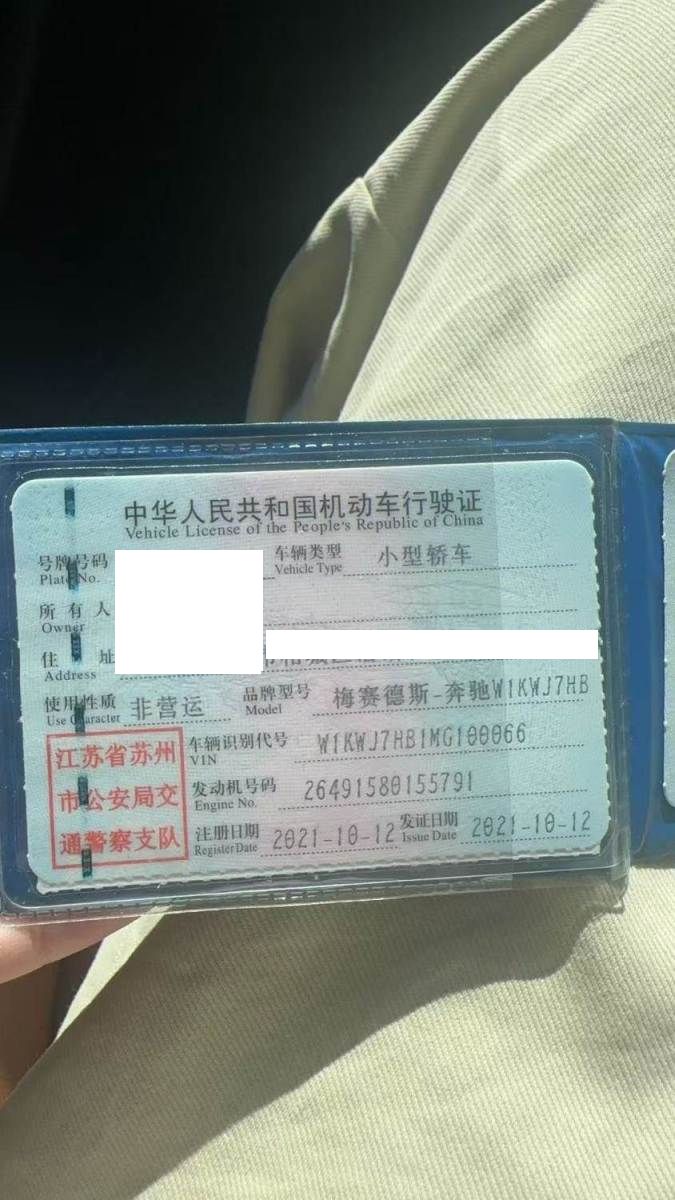 中华人民共和国机动车行驶证
Vehicle License of the People's Republic of China
号牌号码 车辆类型 小型轿车
Plate No. Vehicle Type
所有人
Owner
住址
Address
使用性质 非营运 品牌型号 梅赛德斯-奔驰W1KWJ7HB
Use Character Model
江苏省苏州
市公安局交
通警察支队
车辆识别代号 W1KWJ7HB1MG100066
VIN
发动机号码 26491580155791
Engine No.
注册日期 2021-10-12 发证日期 2021-10-12
Register Date Issue Date